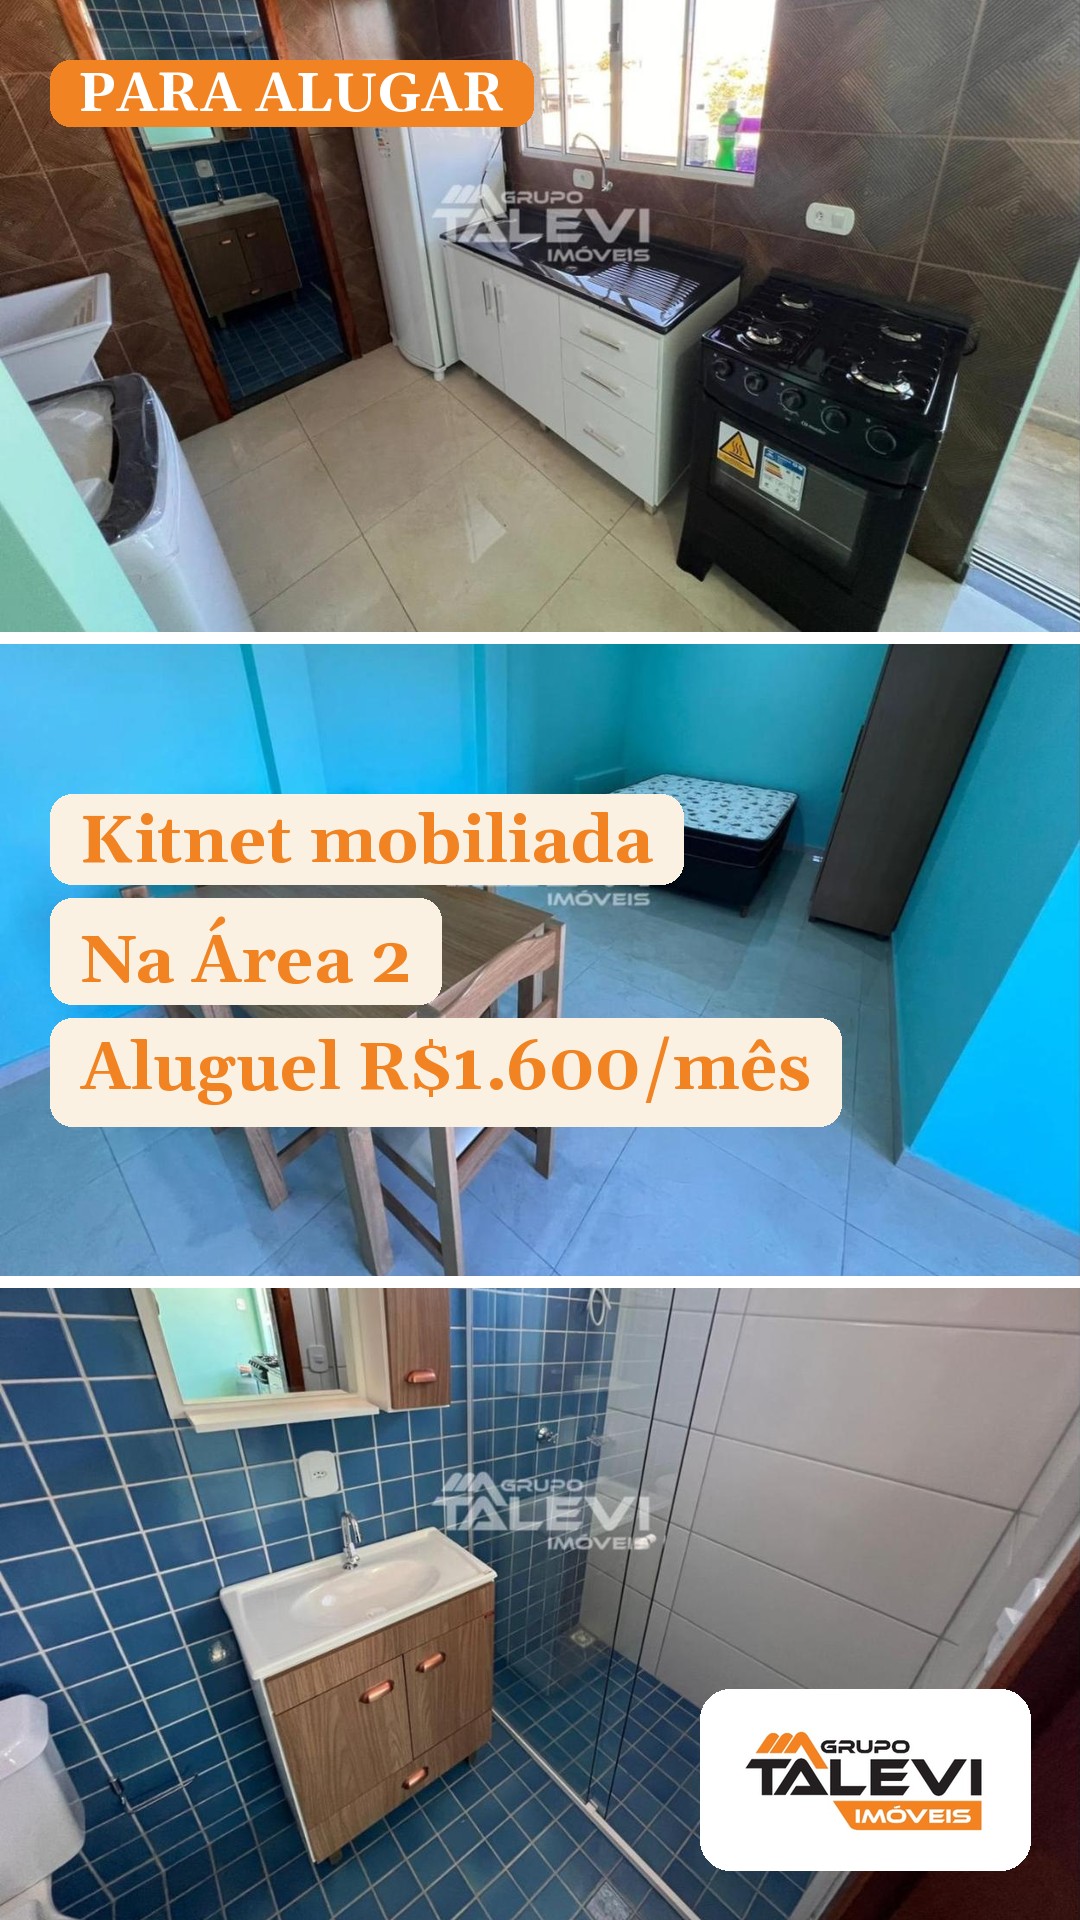 PARA ALUGAR
GRUPO
TALEVI
IMÓVEIS
Kitnet mobiliada
IMÓVEIS
Na Área 2
Aluguel R$1.600/mês
GRUPO
TALEVI
IMÓVEIS
GRUPO
TALEVI
IMÓVEIS